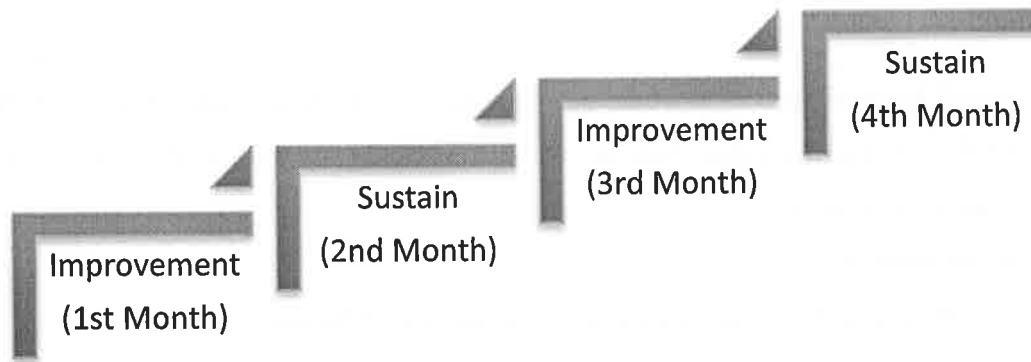 Improvement
(1st Month)
Sustain
(2nd Month)
Improvement
(3rd Month)
Sustain
(4th Month)